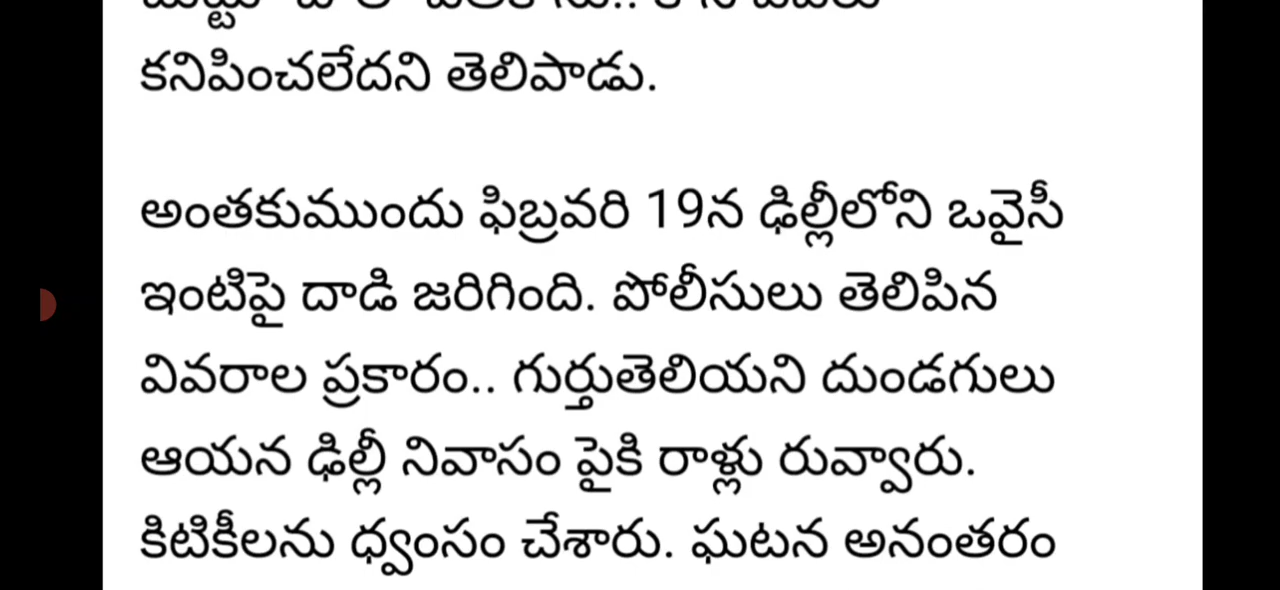 కనిపించలేదని తెలిపాడు.
అంతకుముందు ఫిబ్రవరి 19న ఢిల్లీలోని ఒవైసీ
ఇంటిపై దాడి జరిగింది. పోలీసులు తెలిపిన
వివరాల ప్రకారం.. గుర్తుతెలియని దుండగులు
ఆయన ఢిల్లీ నివాసం పైకి రాళ్లు రువ్వారు.
కిటికీలను ధ్వంసం చేశారు. ఘటన అనంతరం